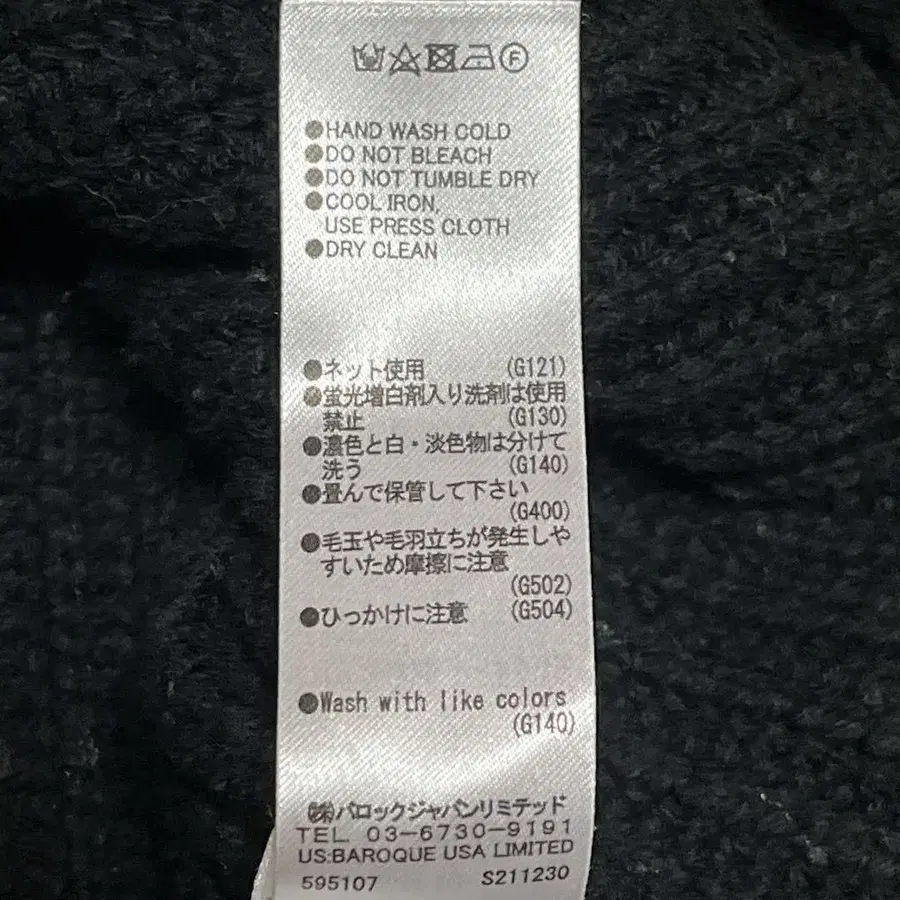 Ⓕ
●HAND WASH COLD
●DO NOT BLEACH
●DO NOT TUMBLE DRY
●COOL IRON,
USE PRESS CLOTH
●DRY CLEAN
●ネット使用 (G121)
●蛍光増白剤入り洗剤は使用
禁止 (G130)
●濃色と白・淡色物は分けて
洗う (G140)
●畳んで保管して下さい
(G400)
●毛玉や毛羽立ちが発生しや
すいため摩擦に注意
(G502)
●ひっかけに注意 (G504)
●Wash with like colors
(G140)
㈱バロックジャパンリミテッド
TEL 03-6730-9191
US:BAROQUE USA LIMITED
595107 S211230